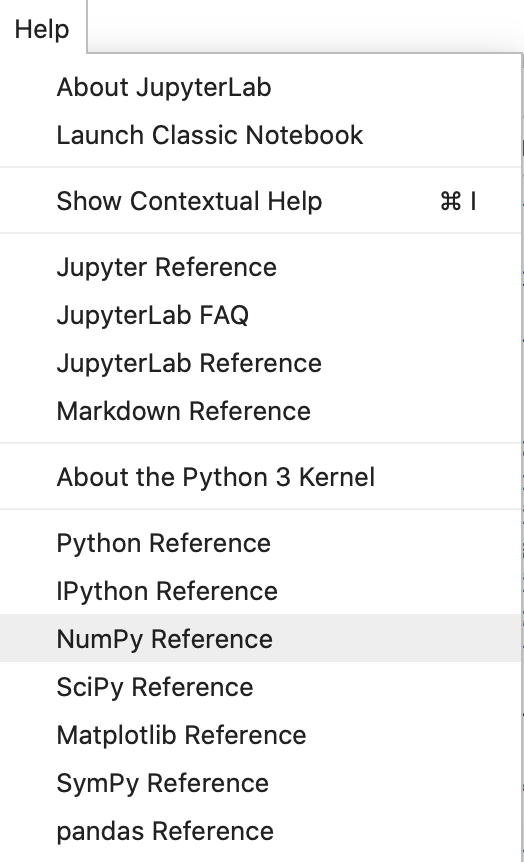 Help
About JupyterLab
Launch Classic Notebook
Show Contextual Help ⌘ I
Jupyter Reference
JupyterLab FAQ
JupyterLab Reference
Markdown Reference
About the Python 3 Kernel
Python Reference
IPython Reference
NumPy Reference
SciPy Reference
Matplotlib Reference
SymPy Reference
pandas Reference